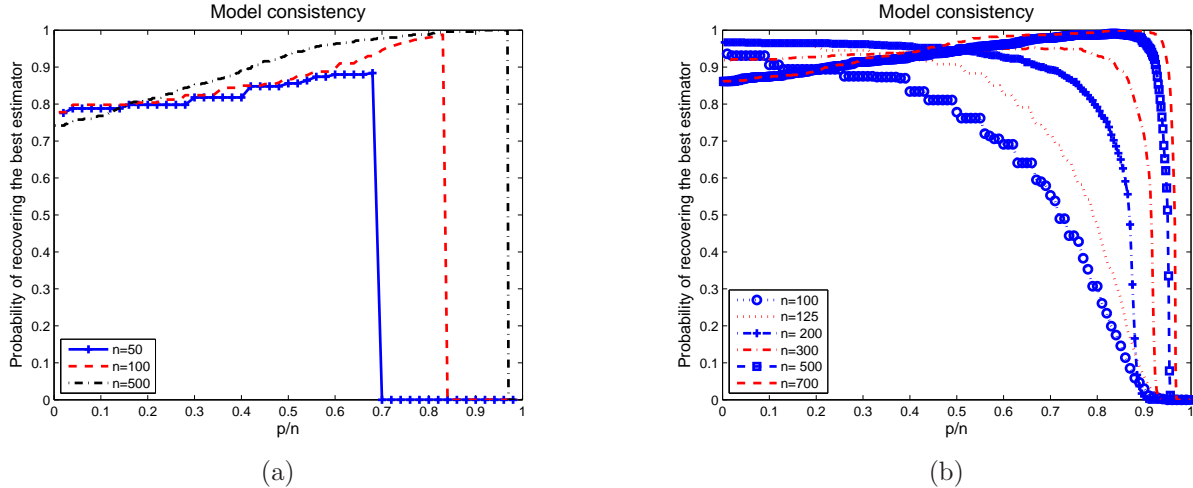 Model consistency
Probability of recovering the best estimator
1
0.9
0.8
0.7
0.6
0.5
0.4
0.3
0.2
0.1
0
n=50
n=100
n=500
0 0.1 0.2 0.3 0.4 0.5 0.6 0.7 0.8 0.9 1
p/n
(a)
Model consistency
Probability of recovering the best estimator
1
0.9
0.8
0.7
0.6
0.5
0.4
0.3
0.2
0.1
0
n=100
n=125
n= 200
n=300
n= 500
n=700
0 0.1 0.2 0.3 0.4 0.5 0.6 0.7 0.8 0.9 1
p/n
(b)